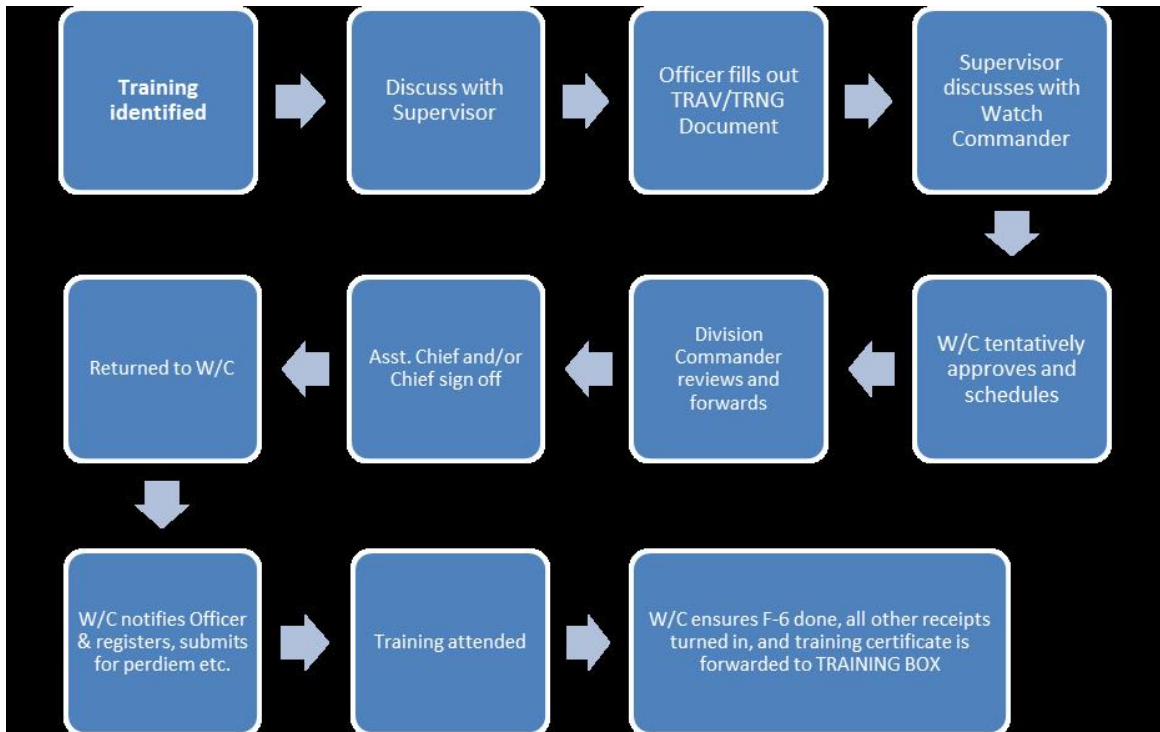 Training
identified
Discuss with
Supervisor
Officer fills out
TRAV/TRNG
Document
Supervisor
discusses with
Watch
Commander
W/C tentatively
approves and
schedules
Division
Commander
reviews and
forwards
Asst. Chief and/or
Chief sign off
Returned to W/C
W/C notifies Officer
& registers, submits
for perdiem etc.
Training attended
W/C ensures F-6 done, all other receipts
turned in, and training certificate is
forwarded to TRAINING BOX